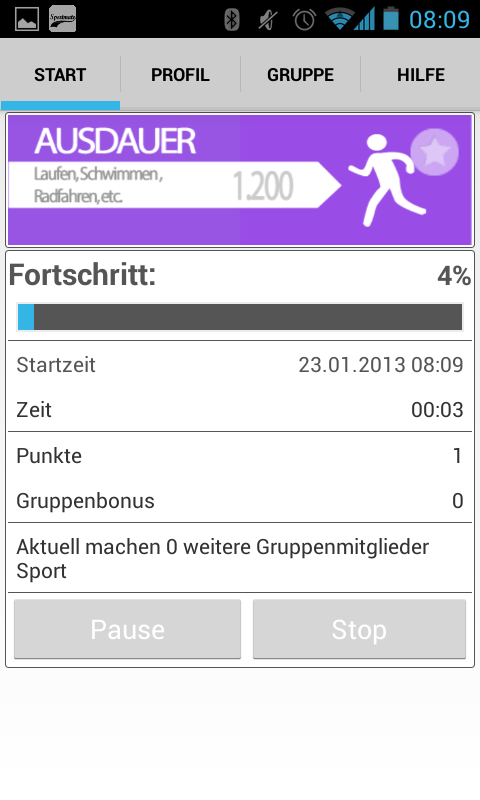 08:09
START PROFIL GRUPPE HILFE
AUSDAUER
Laufen, Schwimmen,
Radfahren, etc.
1.200
Fortschritt: 4%
Startzeit 23.01.2013 08:09
Zeit 00:03
Punkte 1
Gruppenbonus 0
Aktuell machen 0 weitere Gruppenmitglieder
Sport
Pause Stop